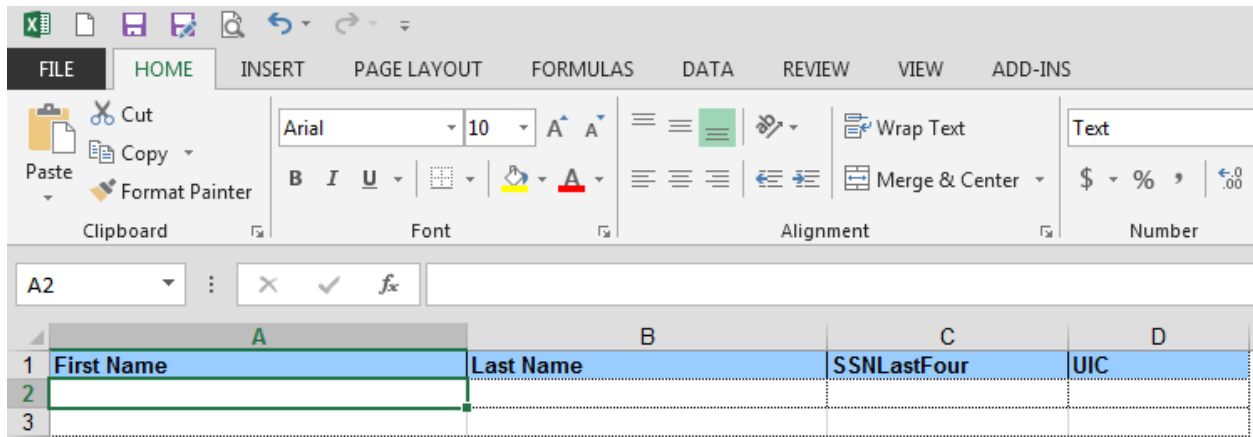 FILE HOME INSERT PAGE LAYOUT FORMULAS DATA REVIEW VIEW ADD-INS
Cut
Copy
Format Painter
Paste
Clipboard
Arial 10 A A
B I U A
Font
Wrap Text
Merge & Center
Alignment
Text
$ % , .0 .00
Number
A2 fx
A B C D
1 First Name Last Name SSNLastFour UIC
2
3